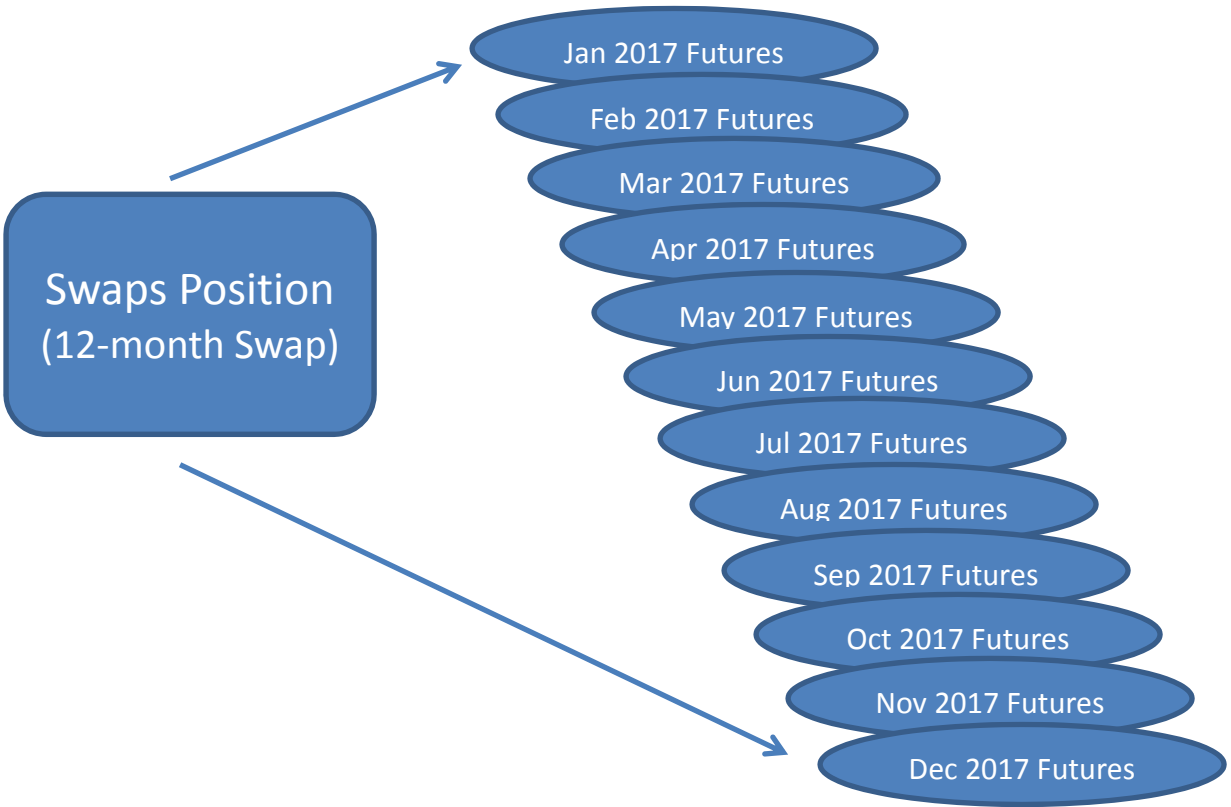 Jan 2017 Futures
Feb 2017 Futures
Mar 2017 Futures
Apr 2017 Futures
Swaps Position
(12-month Swap)
May 2017 Futures
Jun 2017 Futures
Jul 2017 Futures
Aug 2017 Futures
Sep 2017 Futures
Oct 2017 Futures
Nov 2017 Futures
Dec 2017 Futures